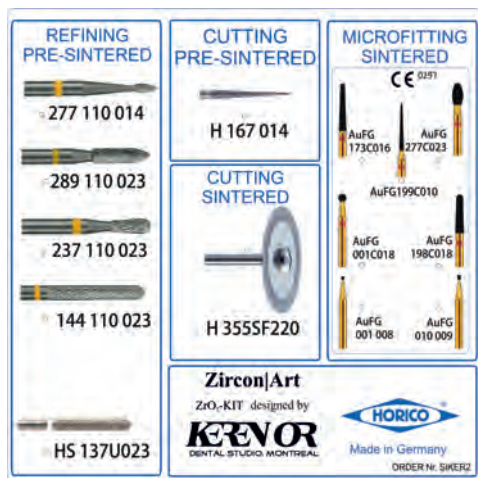 REFINING
PRE-SINTERED
277 110 014
289 110 023
237 110 023
144 110 023
HS 137U023
CUTTING
PRE-SINTERED
H 167 014
CUTTING
SINTERED
H 355SF220
MICROFITTING
SINTERED
CE 0297
AuFG
173C016
AuFG
277C023
AuFG199C010
AuFG
001C018
AuFG
198C018
AuFG
001 008
AuFG
010 009
Zircon|Art
ZrO₂-KIT designed by
KERENOR
DENTAL STUDIO. MONTREAL
HORICO
Made in Germany
ORDER Nr. SIKER2